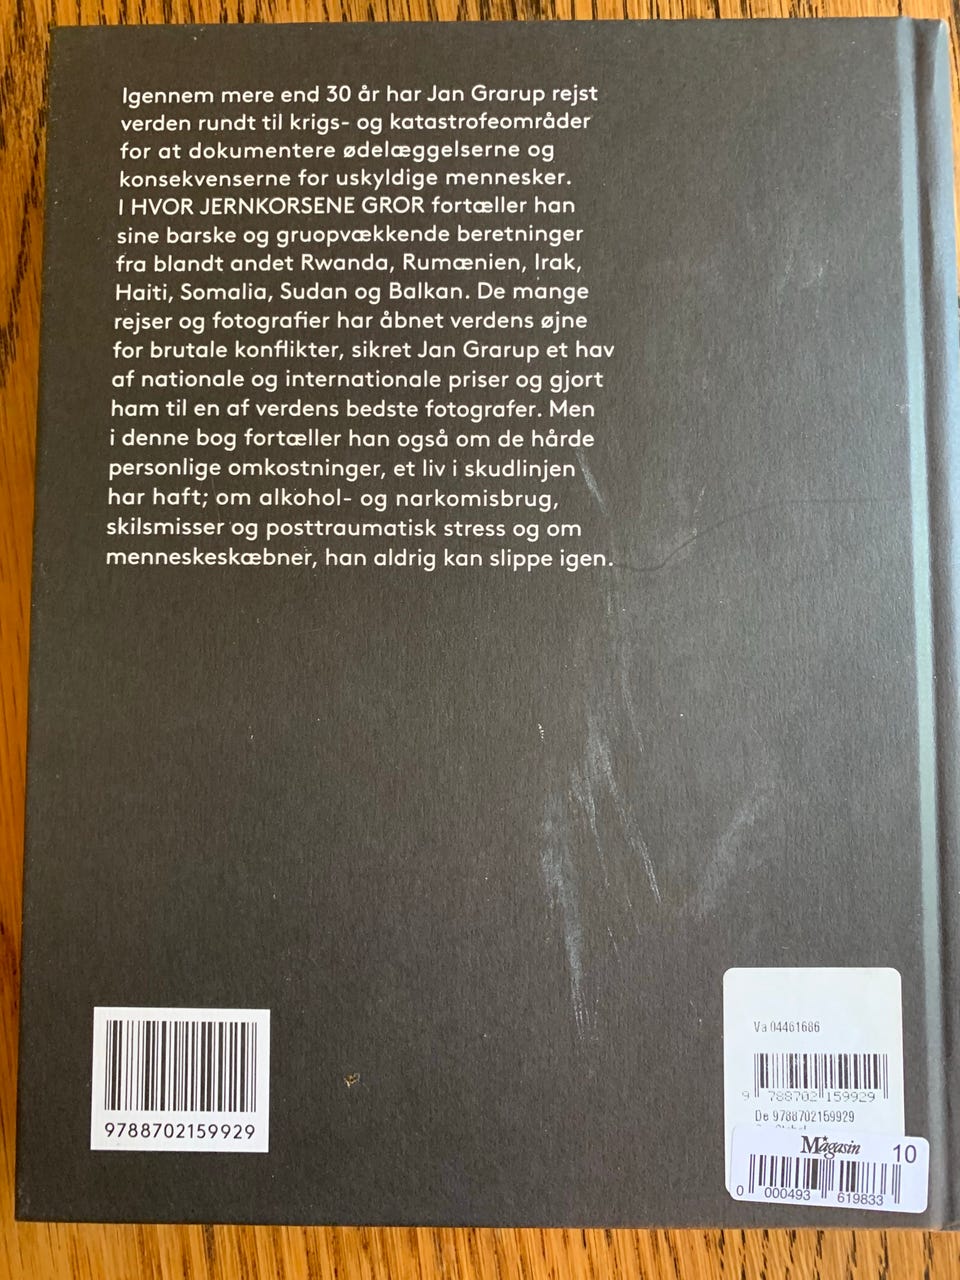 Igennem mere end 30 år har Jan Grarup rejst
verden rundt til krigs- og katastrofeområder
for at dokumentere ødelæggelserne og
konsekvenserne for uskyldige mennesker.
I HVOR JERNKORSENE GROR fortæller han
sine barske og gruopvækkende beretninger
fra blandt andet Rwanda, Rumænien, Irak,
Haiti, Somalia, Sudan og Balkan. De mange
rejser og fotografier har åbnet verdens øjne
for brutale konflikter, sikret Jan Grarup et hav
af nationale og internationale priser og gjort
ham til en af verdens bedste fotografer. Men
i denne bog fortæller han også om de hårde
personlige omkostninger, et liv i skudlinjen
har haft; om alkohol- og narkomisbrug,
skilsmisser og posttraumatisk stress og om
menneskeskæbner, han aldrig kan slippe igen.
9788702159929
Va 04461686
9 788702 159929
De 9788702159929
Magasin 10
0 000493 619833